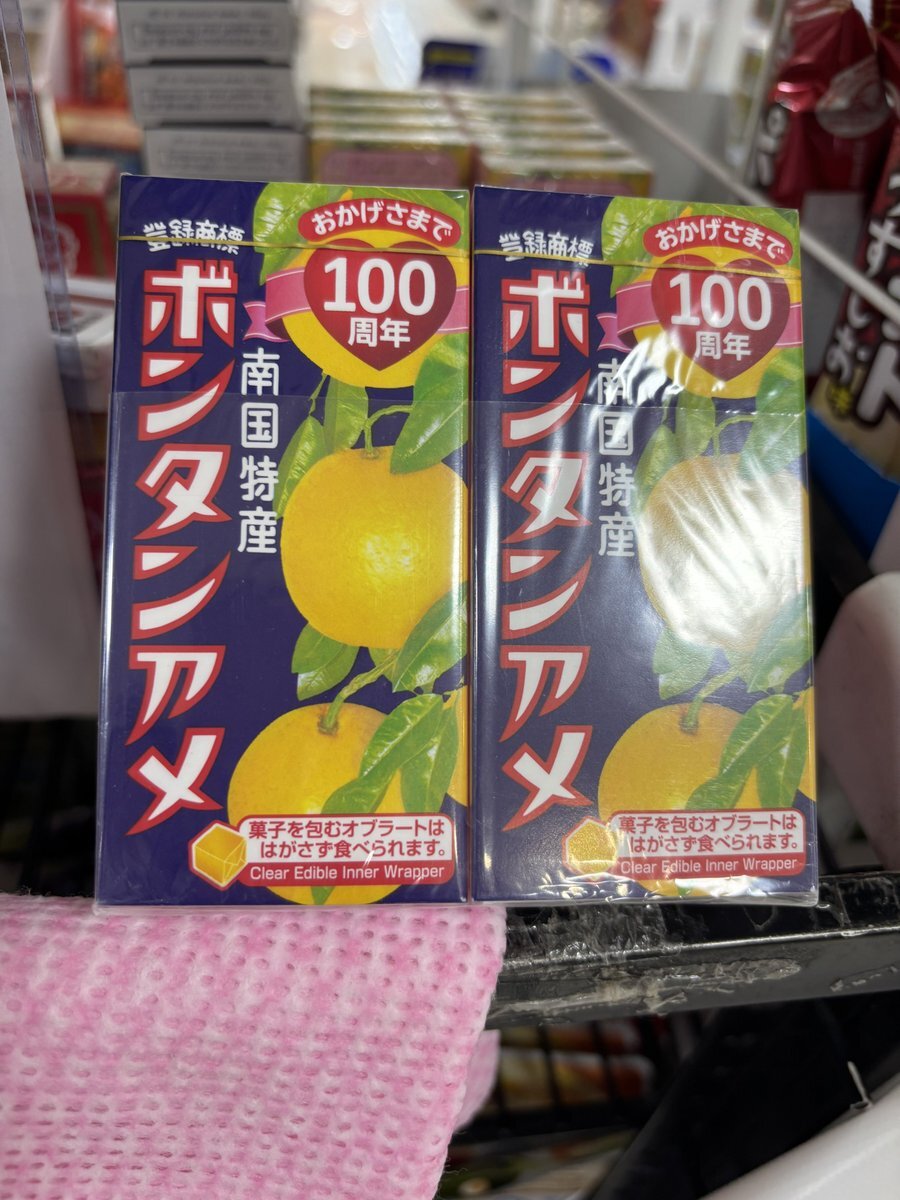 登録商標
ボンタンアメ
南国特産
おかげさまで
100
周年
菓子を包むオブラートは
はがさず食べられます。
Clear Edible Inner Wrapper
登録商標
ボンタンアメ
南国特産
おかげさまで
100
周年
菓子を包むオブラートは
はがさず食べられます。
Clear Edible Inner Wrapper